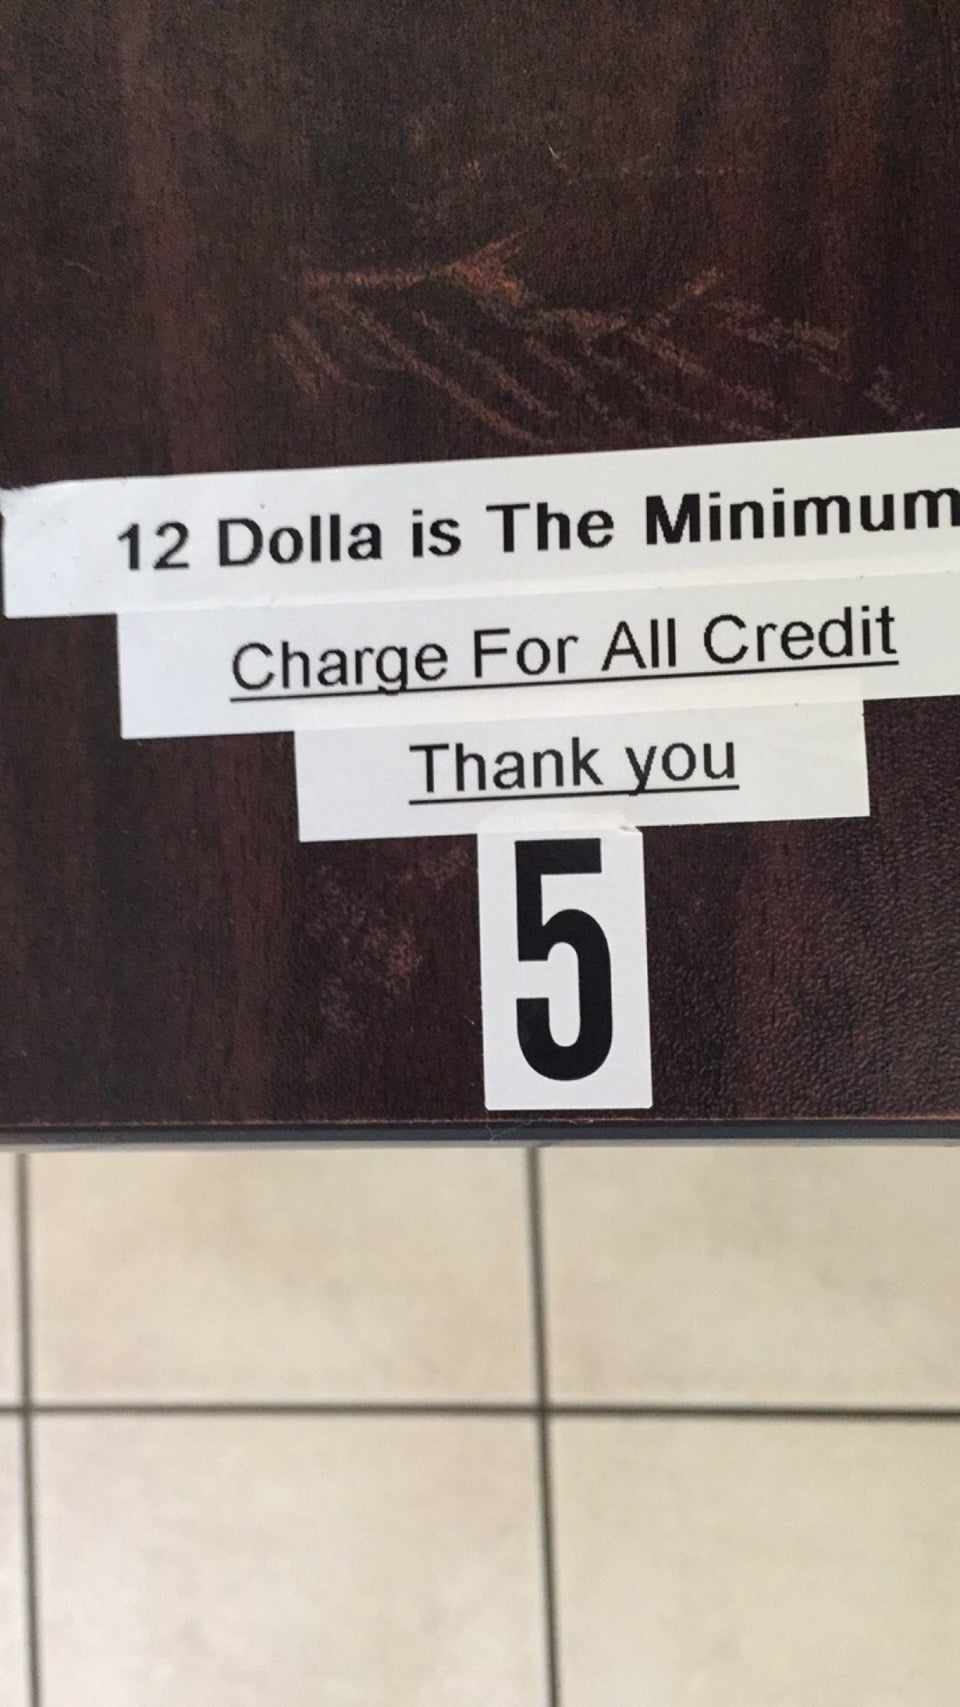 12 Dolla is The Minimum
Charge For All Credit
Thank you
5